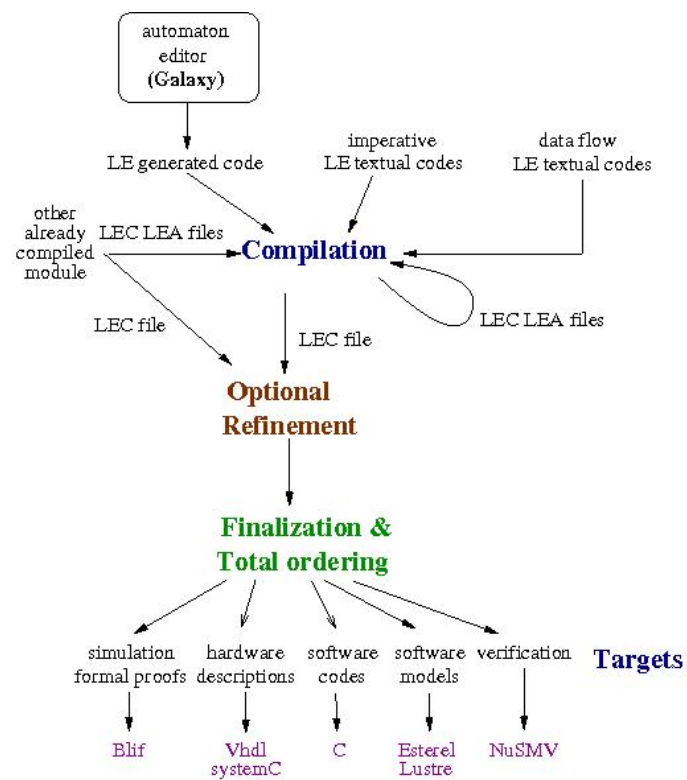 automaton
editor
(Galaxy)
LE generated code
imperative
LE textual codes
data flow
LE textual codes
other
already
compiled
module
LEC LEA files
Compilation
LEC LEA files
LEC file
LEC file
Optional
Refinement
Finalization &
Total ordering
simulation
formal proofs
hardware
descriptions
software
codes
software
models
verification
Targets
Blif
Vhdl
systemC
C
Esterel
Lustre
NuSMV